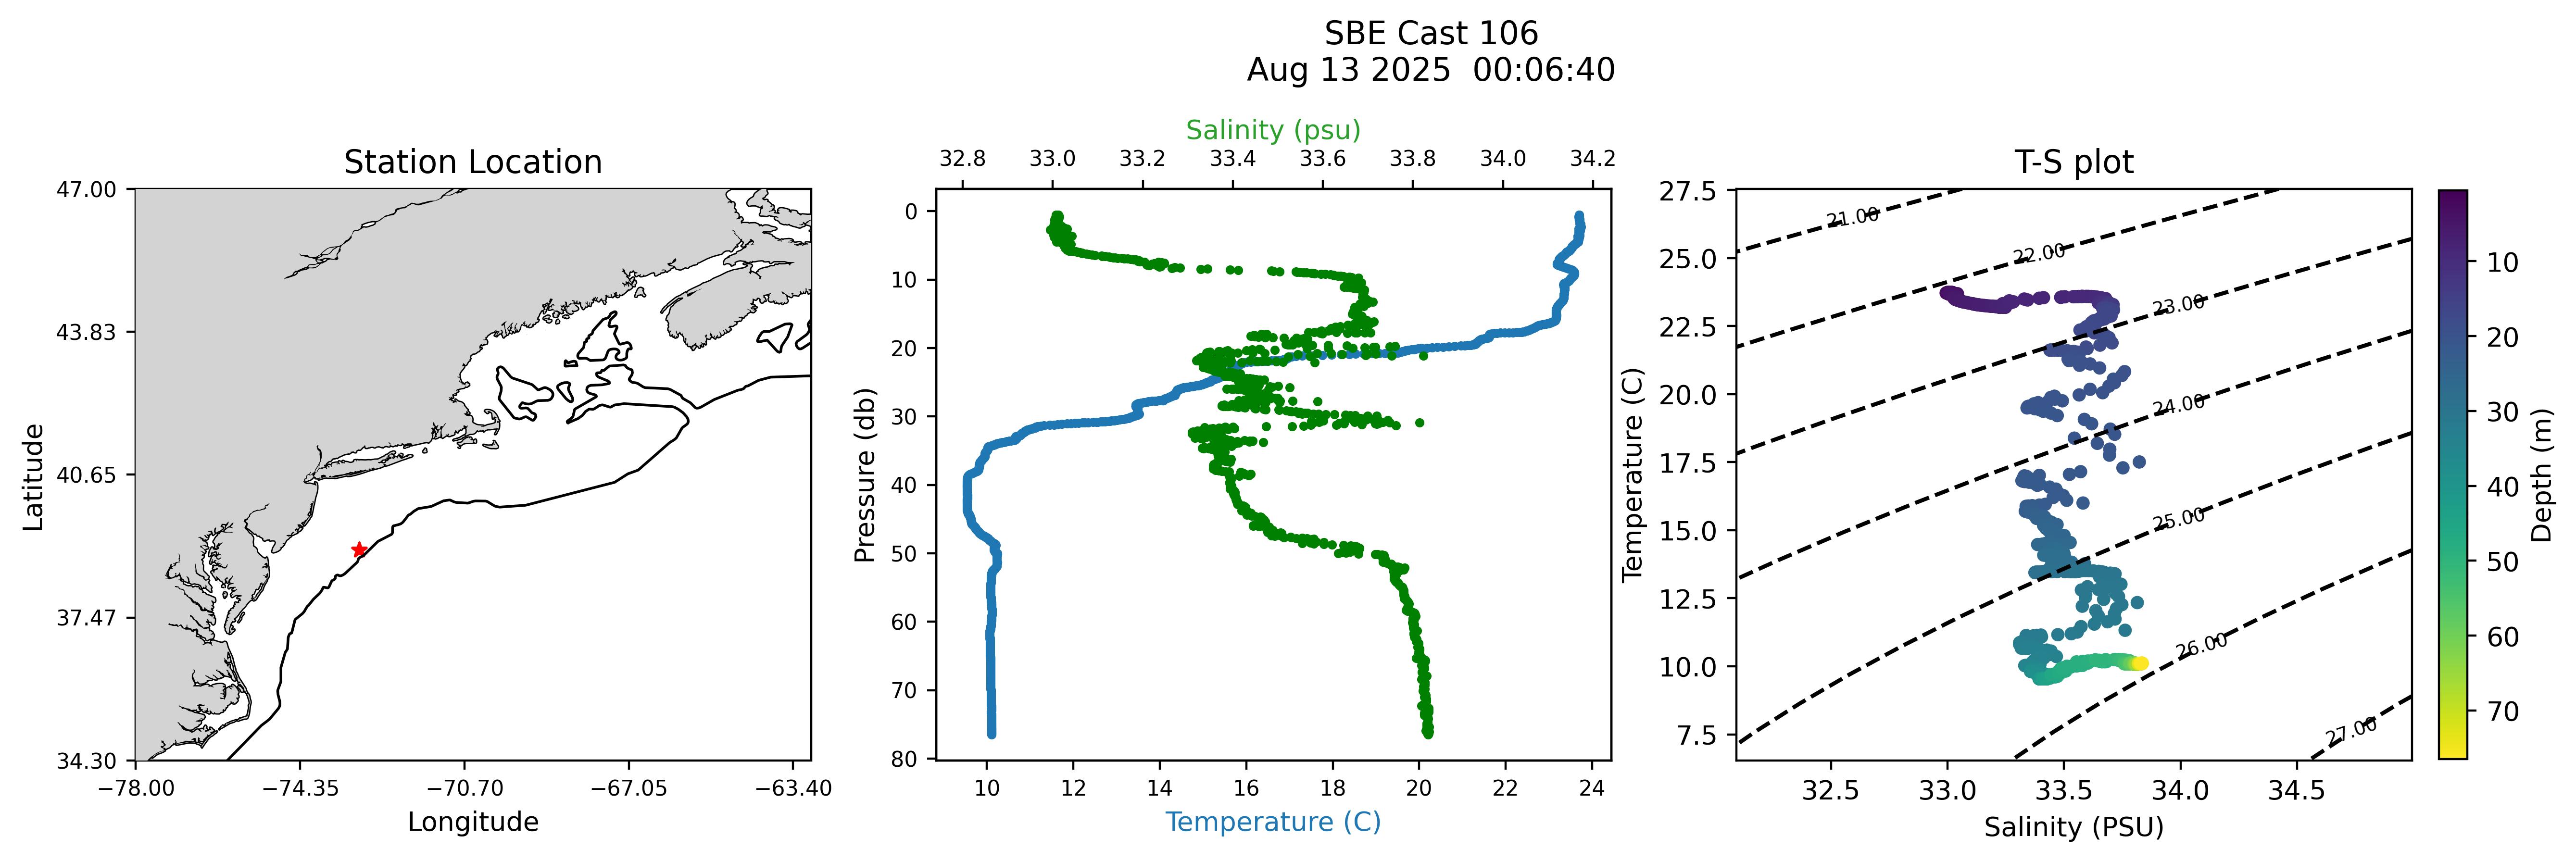 SBE Cast 106
Aug 13 2025  00:06:40
Station Location
47.00
43.83
40.65
37.47
34.30
Latitude
−78.00 −74.35 −70.70 −67.05 −63.40
Longitude
Salinity (psu)
32.8 33.0 33.2 33.4 33.6 33.8 34.0 34.2
0
10
20
30
40
50
60
70
80
Pressure (db)
10 12 14 16 18 20 22 24
Temperature (C)
T-S plot
27.5
25.0
22.5
20.0
17.5
15.0
12.5
10.0
7.5
Temperature (C)
21.00
22.00
23.00
24.00
25.00
26.00
27.00
32.5 33.0 33.5 34.0 34.5
Salinity (PSU)
10
20
30
40
50
60
70
Depth (m)